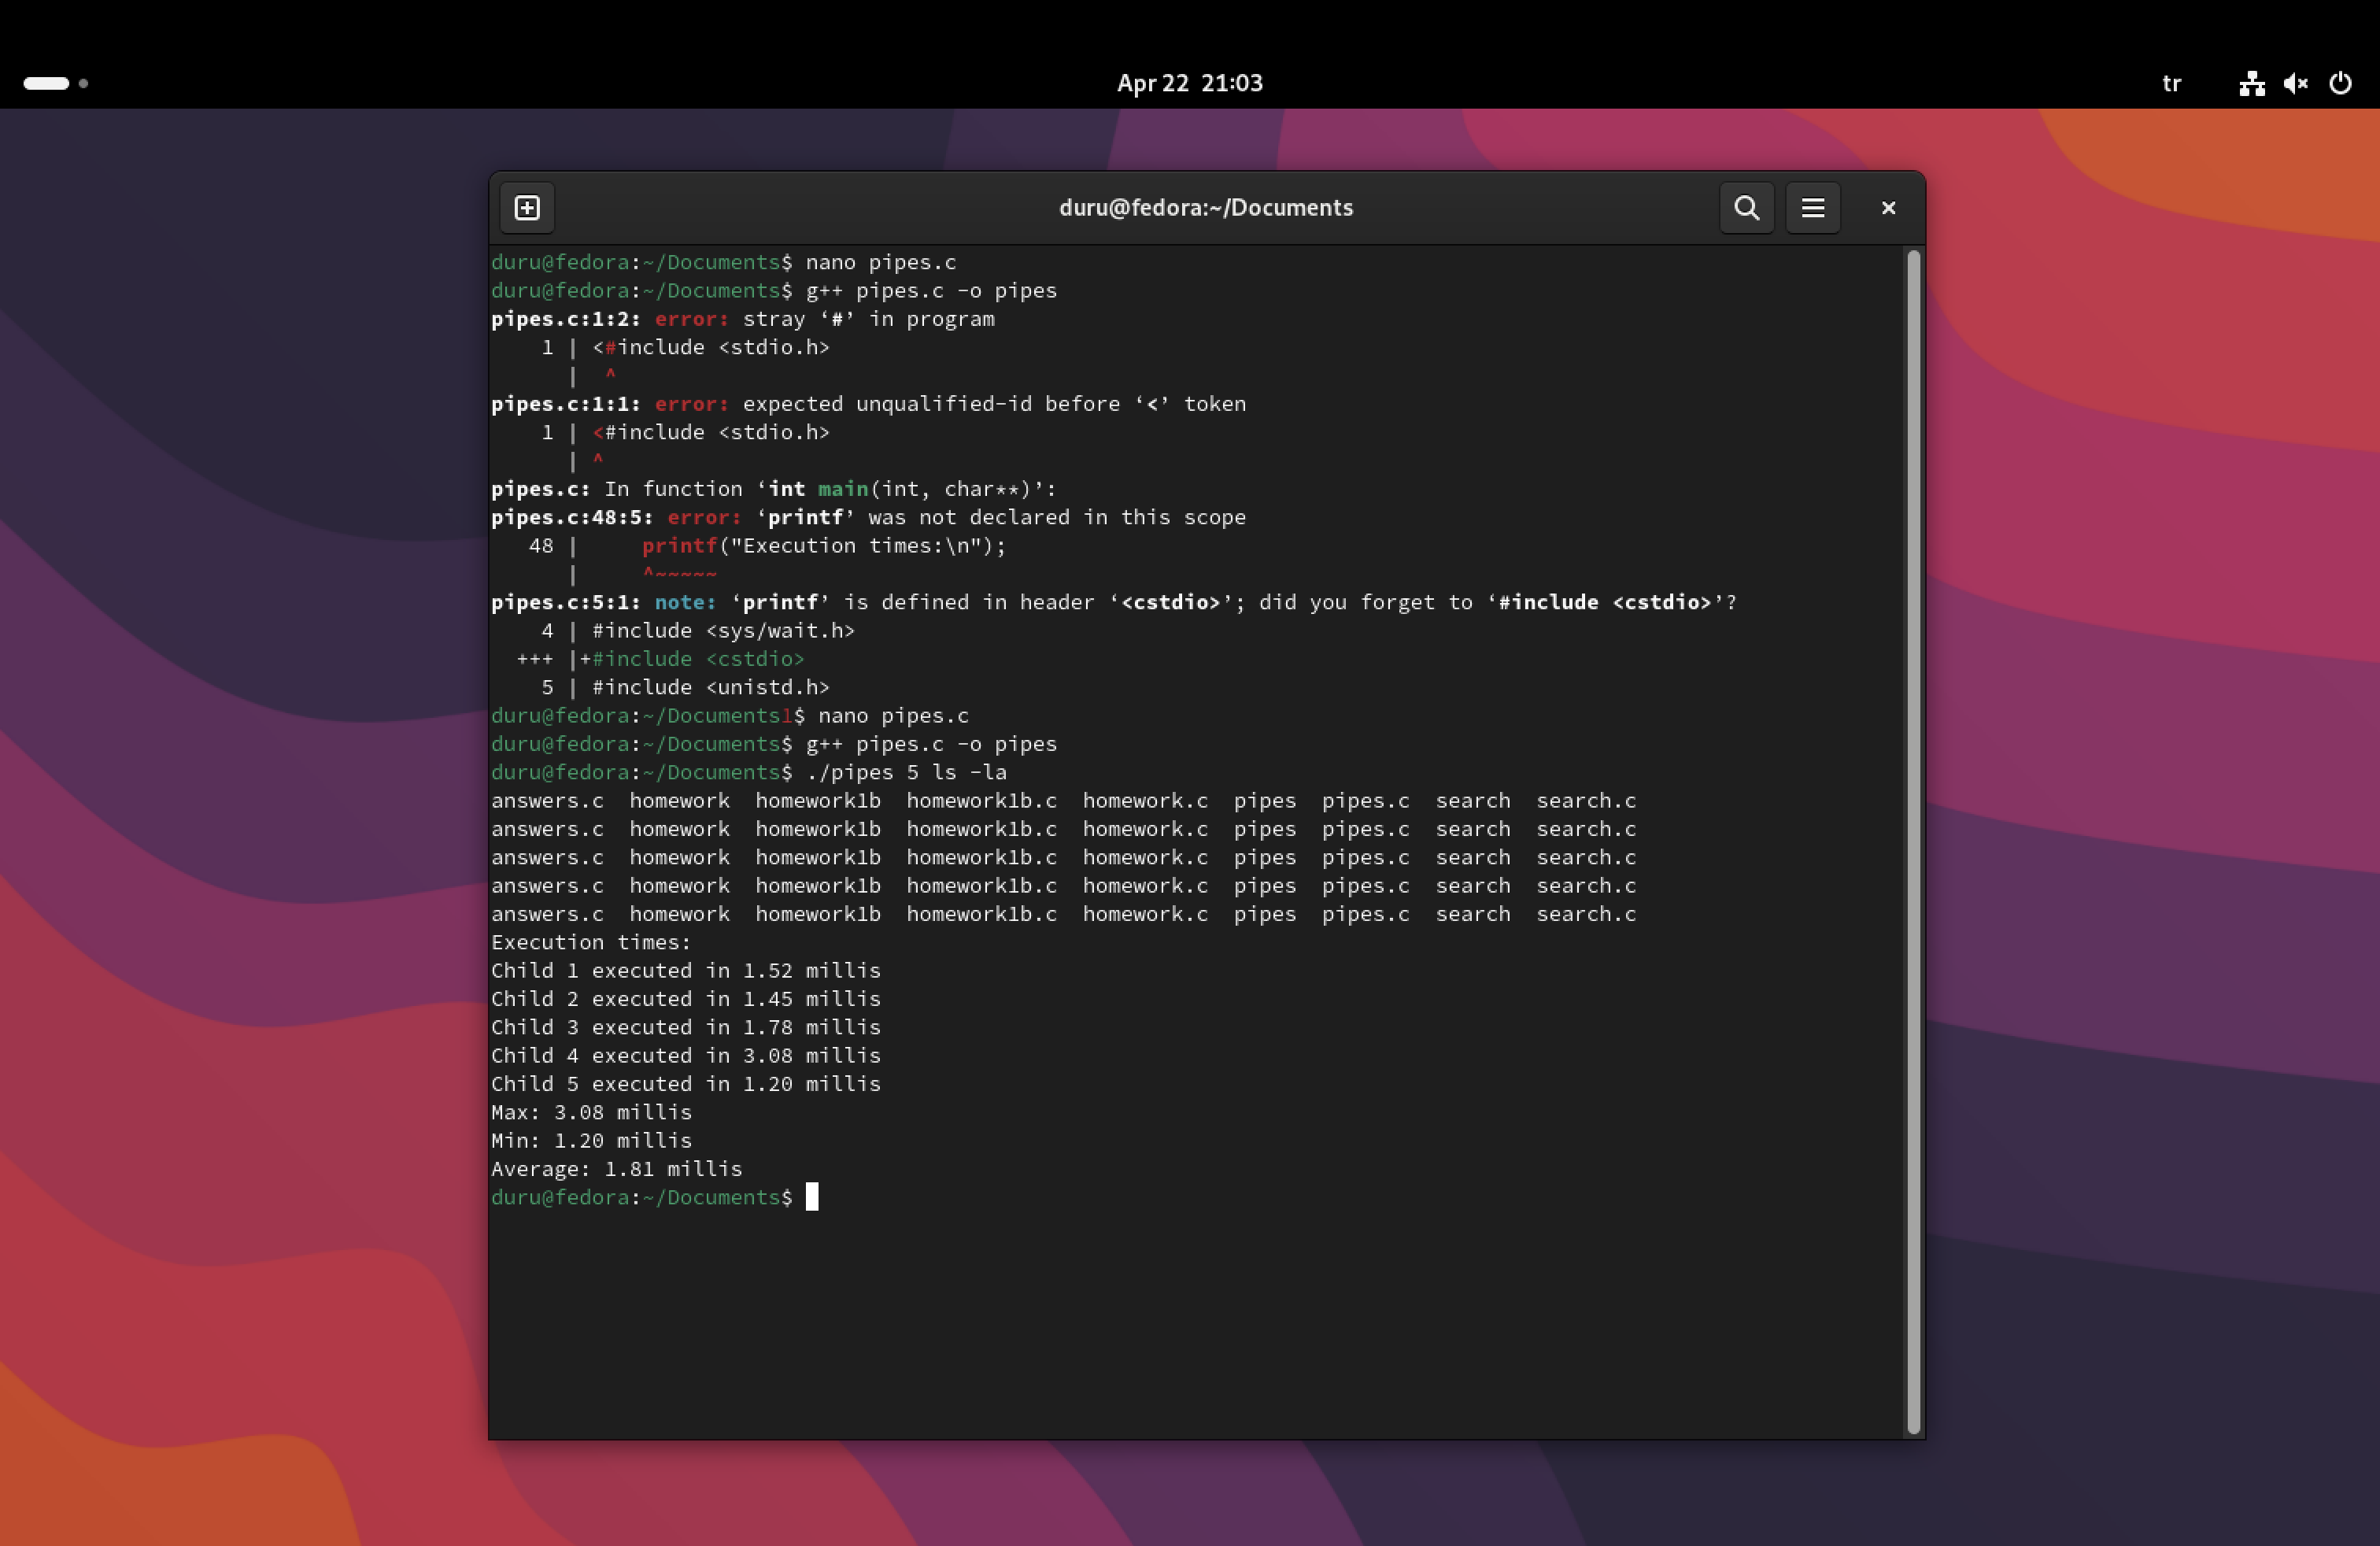 Apr 22 21:03
tr
duru@fedora:~/Documents
duru@fedora:~/Documents$ nano pipes.c
duru@fedora:~/Documents$ g++ pipes.c -o pipes
pipes.c:1:2: error: stray ‘#’ in program
    1 | <#include <stdio.h>
      |  ^
pipes.c:1:1: error: expected unqualified-id before ‘<’ token
    1 | <#include <stdio.h>
      | ^
pipes.c: In function ‘int main(int, char**)’:
pipes.c:48:5: error: ‘printf’ was not declared in this scope
   48 |     printf("Execution times:\n");
      |     ^~~~~~
pipes.c:5:1: note: ‘printf’ is defined in header ‘<cstdio>’; did you forget to ‘#include <cstdio>’?
    4 | #include <sys/wait.h>
  +++ |+#include <cstdio>
    5 | #include <unistd.h>
duru@fedora:~/Documents1$ nano pipes.c
duru@fedora:~/Documents$ g++ pipes.c -o pipes
duru@fedora:~/Documents$ ./pipes 5 ls -la
answers.c  homework  homework1b  homework1b.c  homework.c  pipes  pipes.c  search  search.c
answers.c  homework  homework1b  homework1b.c  homework.c  pipes  pipes.c  search  search.c
answers.c  homework  homework1b  homework1b.c  homework.c  pipes  pipes.c  search  search.c
answers.c  homework  homework1b  homework1b.c  homework.c  pipes  pipes.c  search  search.c
answers.c  homework  homework1b  homework1b.c  homework.c  pipes  pipes.c  search  search.c
Execution times:
Child 1 executed in 1.52 millis
Child 2 executed in 1.45 millis
Child 3 executed in 1.78 millis
Child 4 executed in 3.08 millis
Child 5 executed in 1.20 millis
Max: 3.08 millis
Min: 1.20 millis
Average: 1.81 millis
duru@fedora:~/Documents$